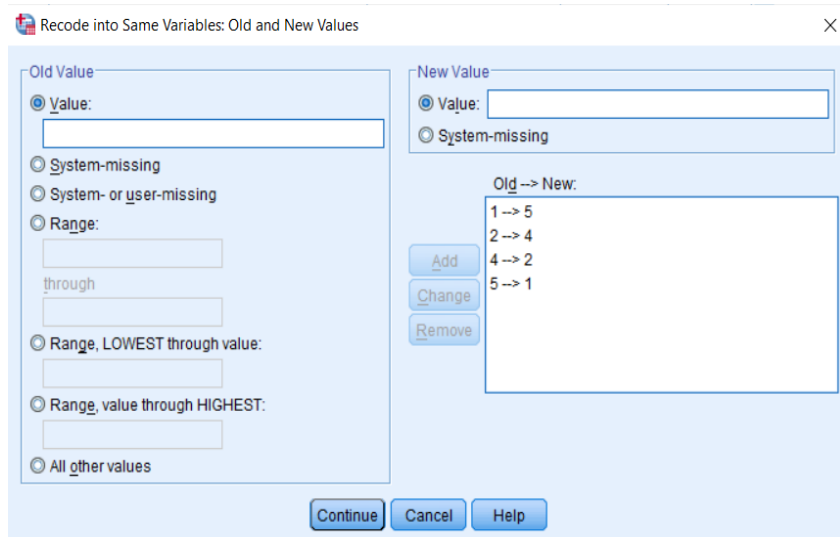 Recode into Same Variables: Old and New Values
Old Value
Value:
System-missing
System- or user-missing
Range:
through
Range, LOWEST through value:
Range, value through HIGHEST:
All other values
New Value
Value:
System-missing
Old --> New:
1 --> 5
2 --> 4
4 --> 2
5 --> 1
Add
Change
Remove
Continue
Cancel
Help